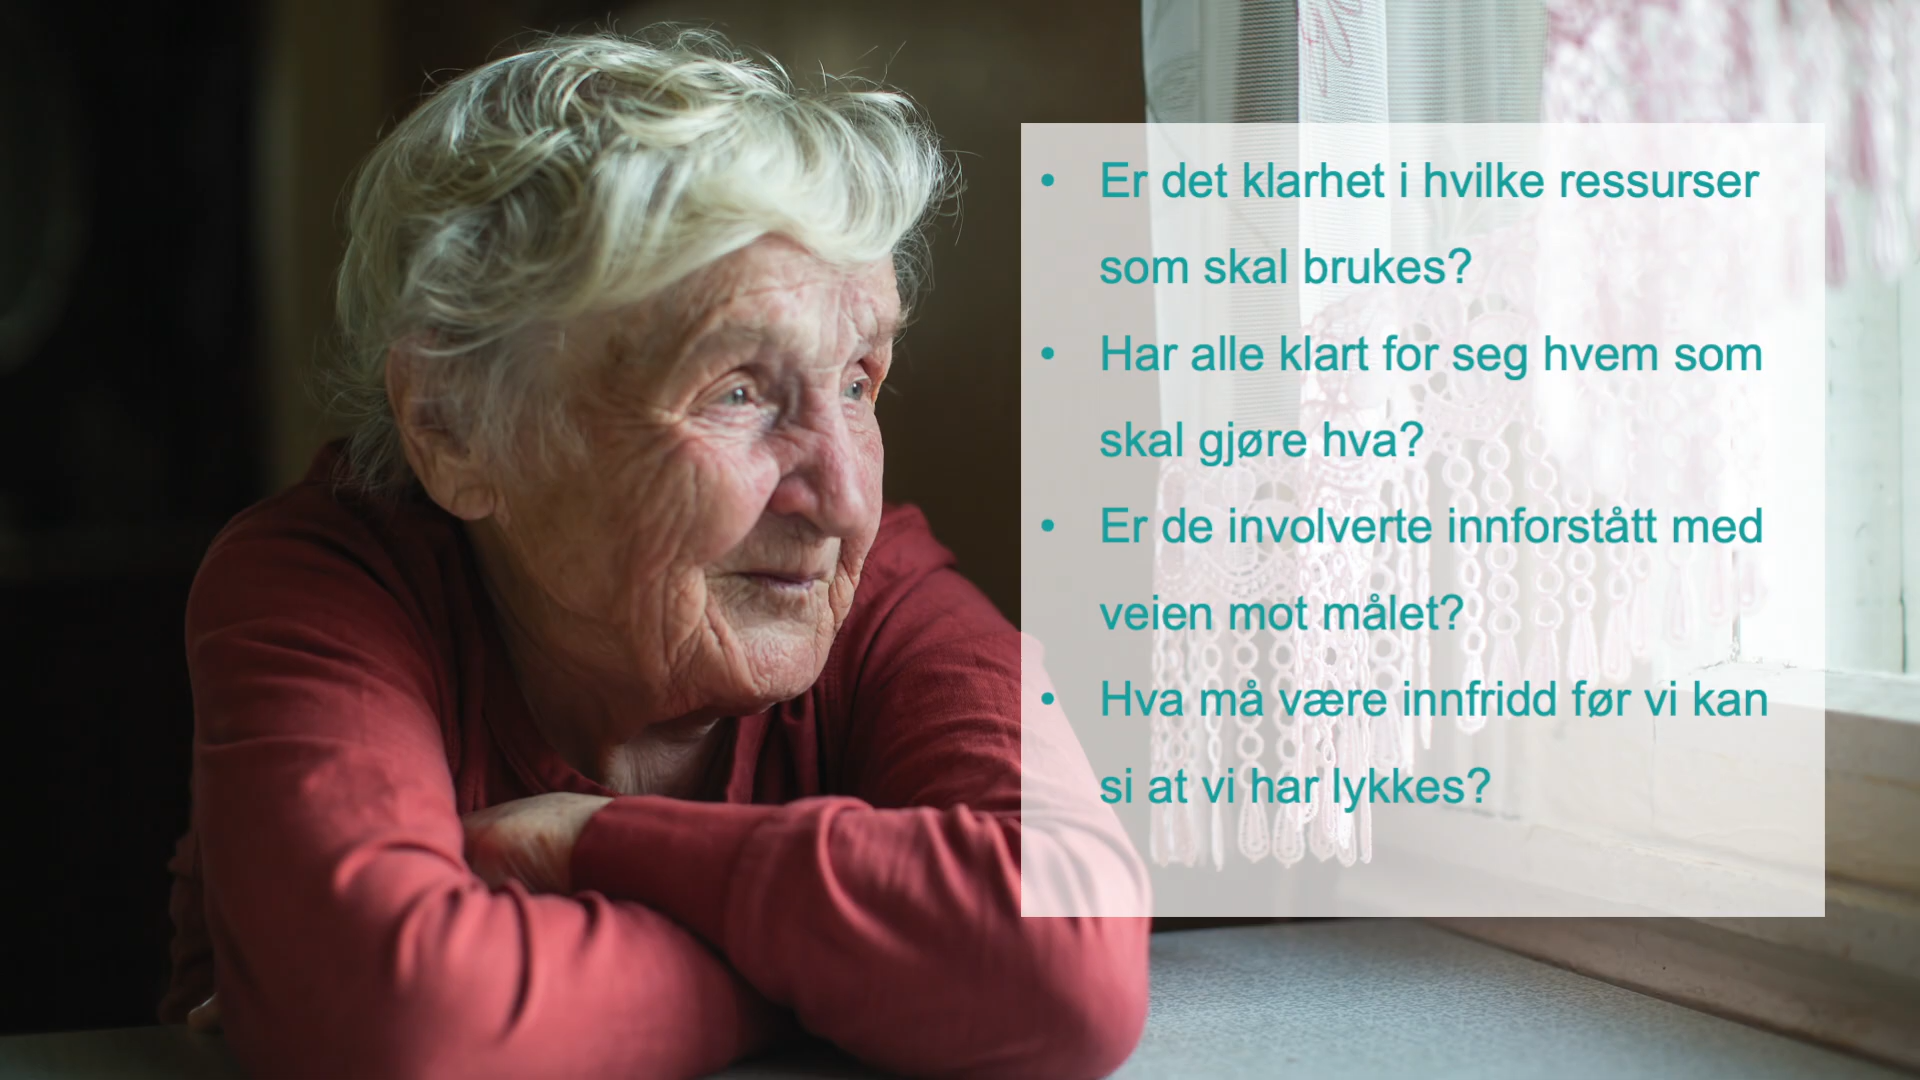 • Er det klarhet i hvilke ressurser
som skal brukes?
• Har alle klart for seg hvem som
skal gjøre hva?
• Er de involverte innforstått med
veien mot målet?
• Hva må være innfridd før vi kan
si at vi har lykkes?